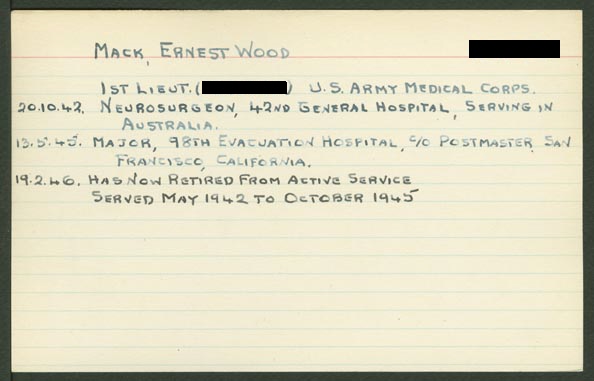 Mack, Ernest Wood
1st Lieut. ( ) U.S. Army Medical Corps.
20.10.42. Neurosurgeon, 42nd General Hospital, Serving in
Australia.
13.5.45. Major, 98th Evacuation Hospital, c/o Postmaster, San
Francisco, California.
19.2.46. Has now retired from active service
Served May 1942 to October 1945